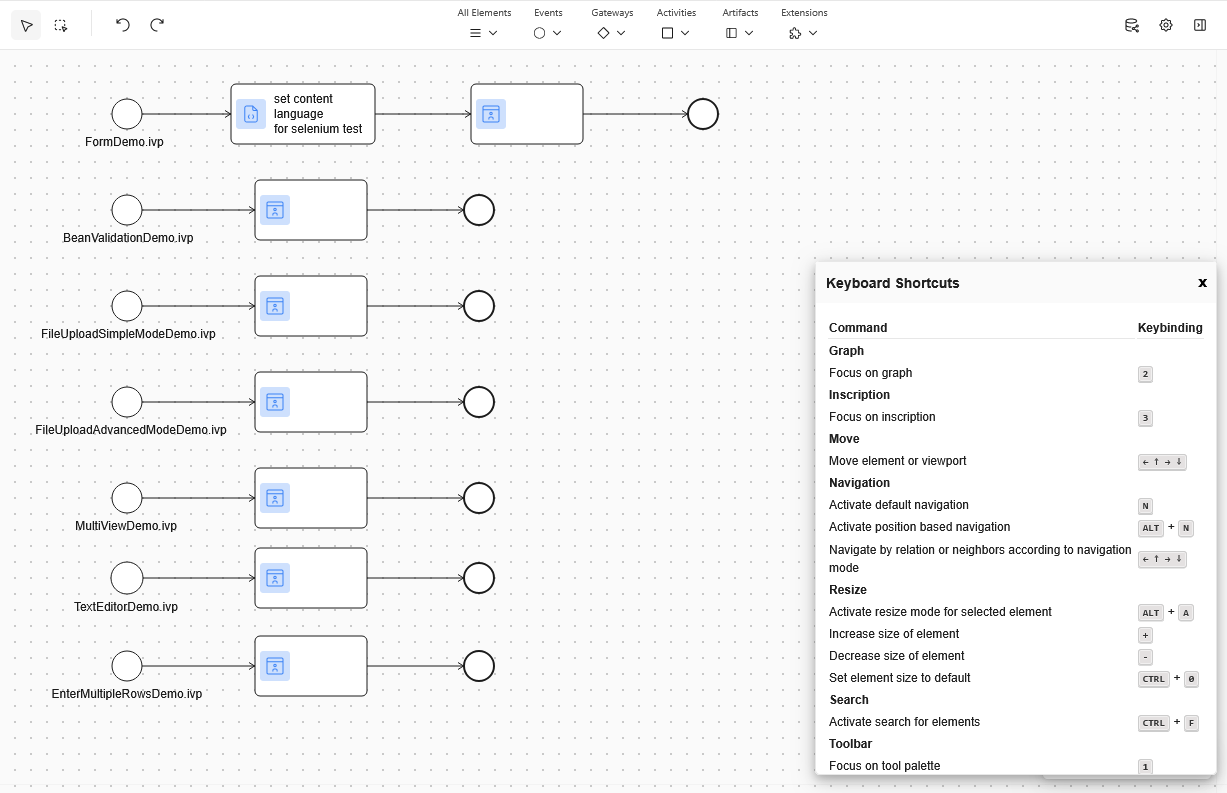 All Elements
Events
Gateways
Activities
Artifacts
Extensions
set content
language
for selenium test
FormDemo.ivp
BeanValidationDemo.ivp
FileUploadSimpleModeDemo.ivp
FileUploadAdvancedModeDemo.ivp
MultiViewDemo.ivp
TextEditorDemo.ivp
EnterMultipleRowsDemo.ivp
Keyboard Shortcuts x
Command Keybinding
Graph
Focus on graph 2
Inscription
Focus on inscription 3
Move
Move element or viewport ← ↑ → ↓
Navigation
Activate default navigation N
Activate position based navigation ALT + N
Navigate by relation or neighbors according to navigation
mode ← ↑ → ↓
Resize
Activate resize mode for selected element ALT + A
Increase size of element +
Decrease size of element -
Set element size to default CTRL + 0
Search
Activate search for elements CTRL + F
Toolbar
Focus on tool palette 1